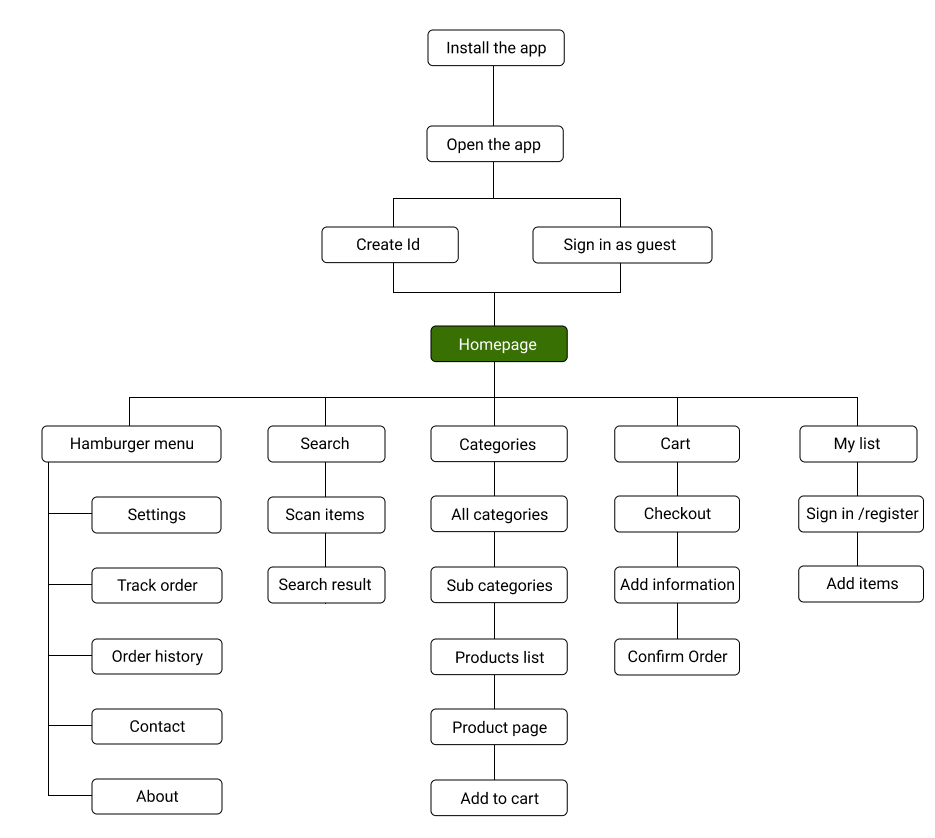 Install the app
Open the app
Create Id
Sign in as guest
Homepage
Hamburger menu
Search
Categories
Cart
My list
Settings
Scan items
All categories
Checkout
Sign in /register
Track order
Search result
Sub categories
Add information
Add items
Order history
Products list
Confirm Order
Contact
Product page
About
Add to cart